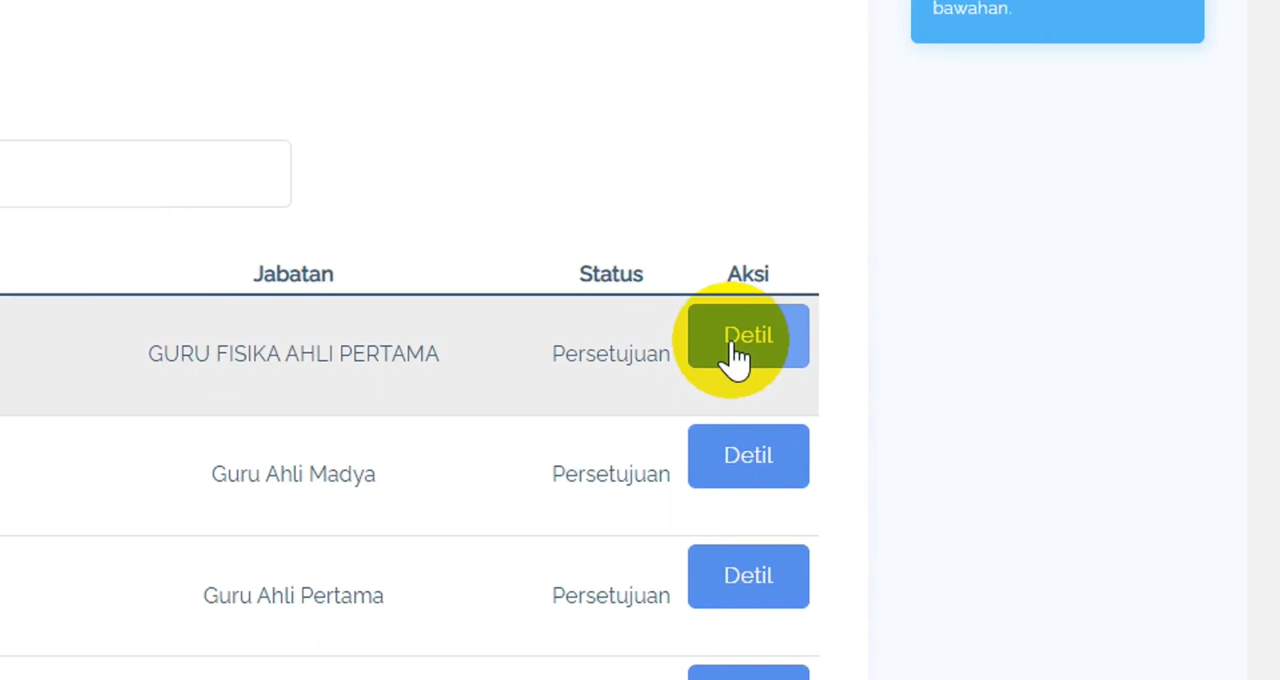 bawahan.
Jabatan Status Aksi
GURU FISIKA AHLI PERTAMA Persetujuan Detil
Guru Ahli Madya Persetujuan Detil
Guru Ahli Pertama Persetujuan Detil